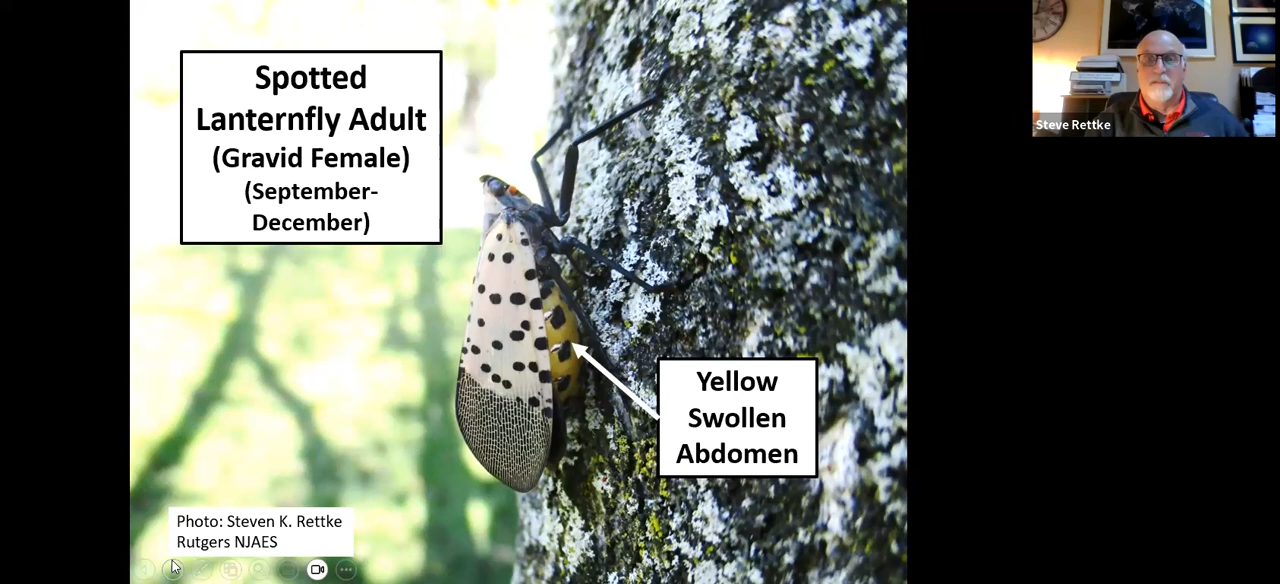 Spotted
Lanternfly Adult
(Gravid Female)
(September-
December)
Steve Rettke
Yellow
Swollen
Abdomen
Photo: Steven K. Rettke
Rutgers NJAES